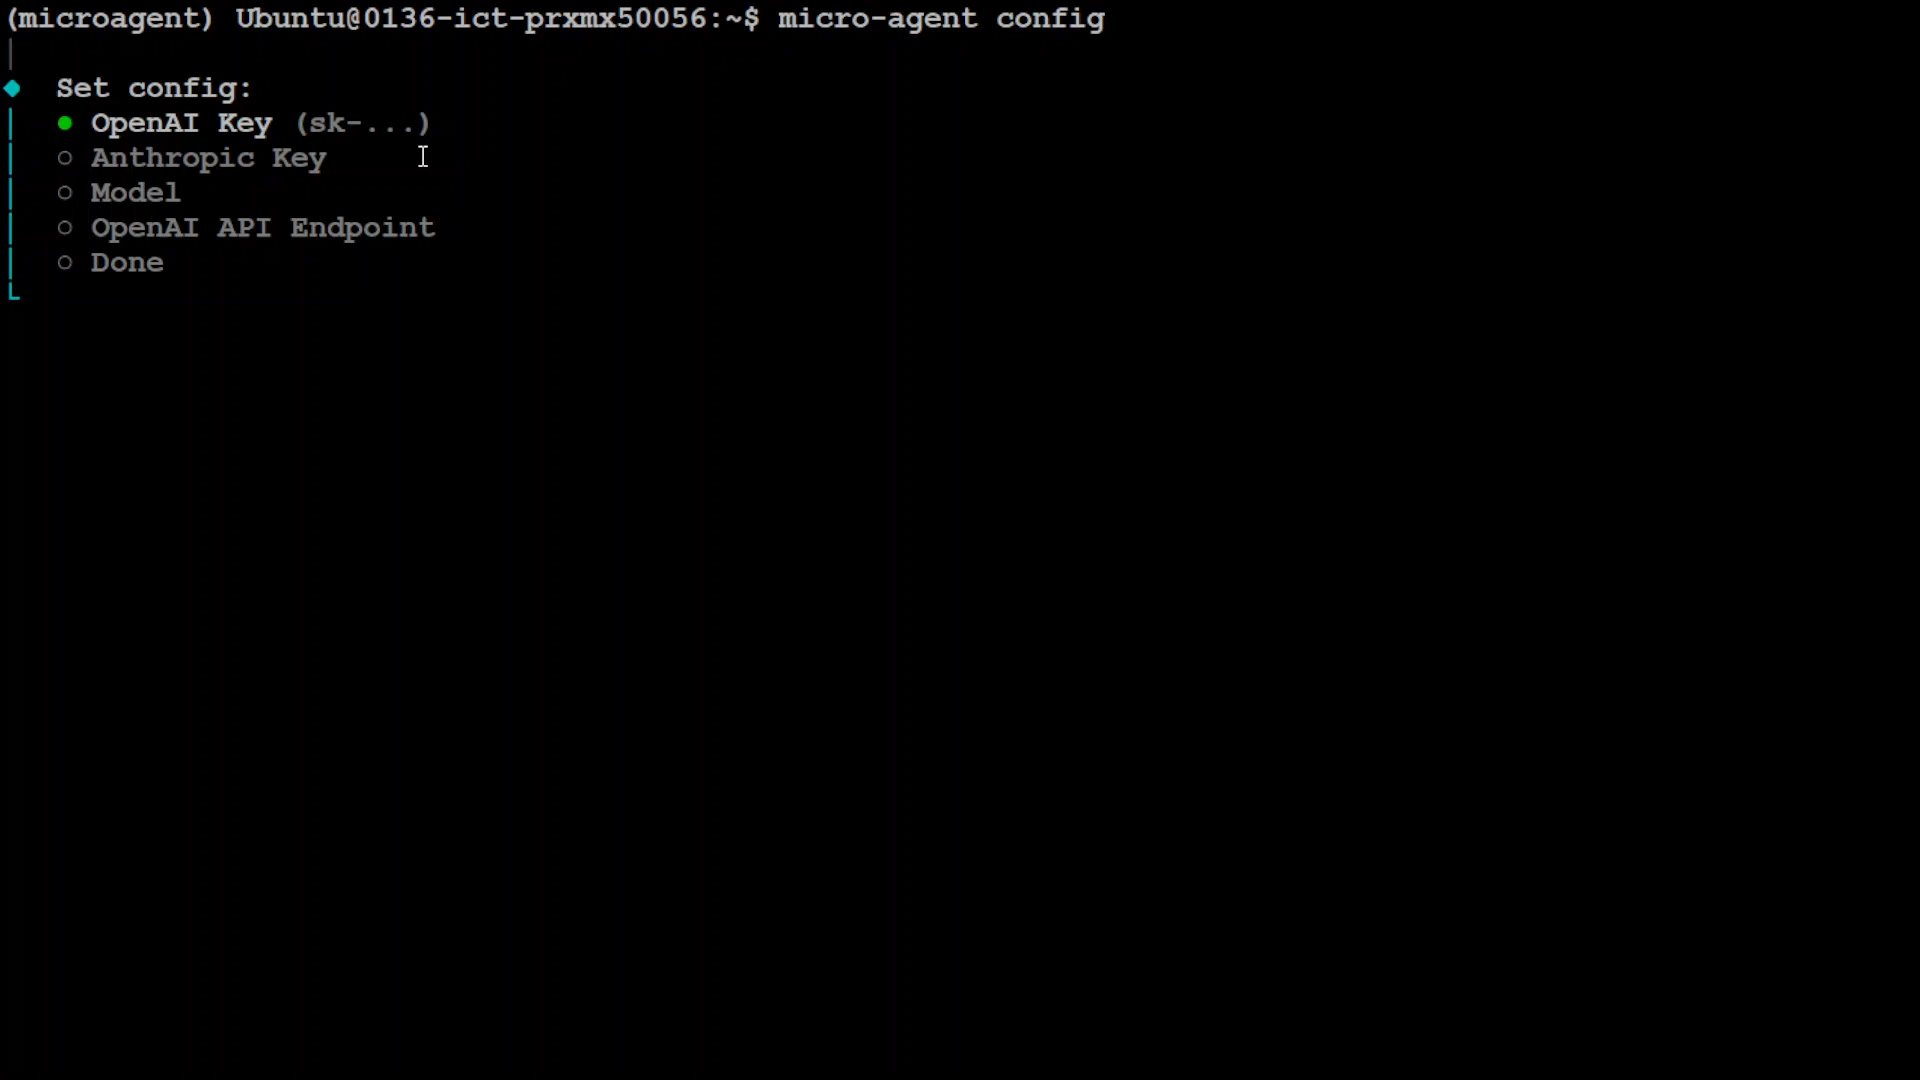 (microagent) Ubuntu@0136-ict-prxmx50056:~$ micro-agent config
Set config:
OpenAI Key (sk-...)
Anthropic Key
Model
OpenAI API Endpoint
Done